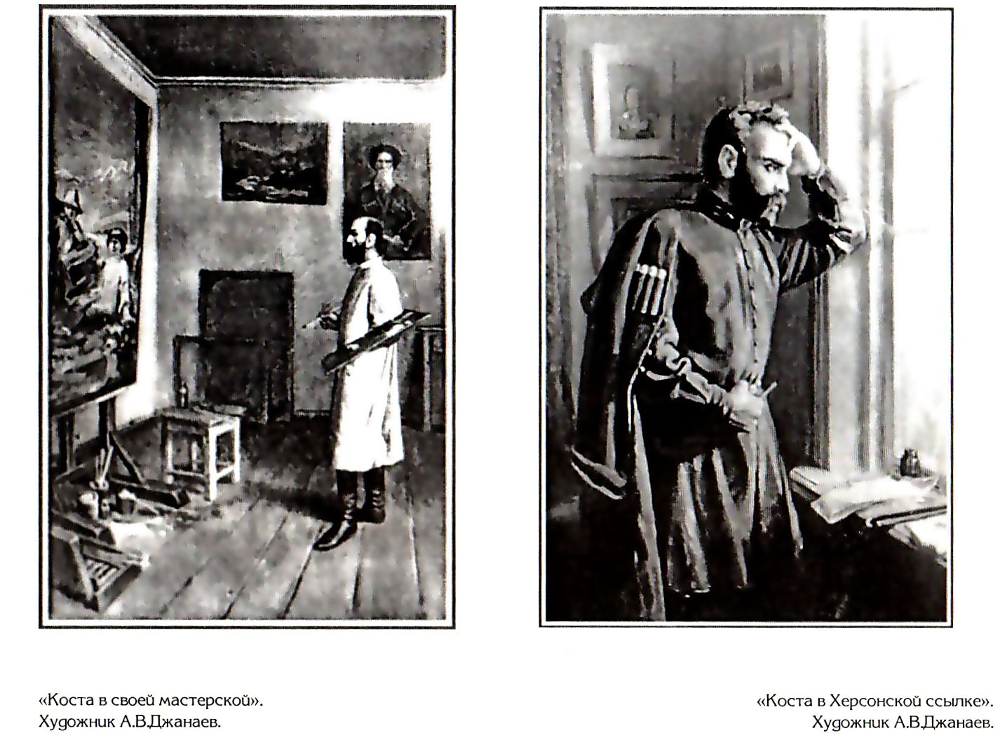 «Коста в своей мастерской».
Художник А.В.Джанаев.
«Коста в Херсонской ссылке».
Художник А.В.Джанаев.